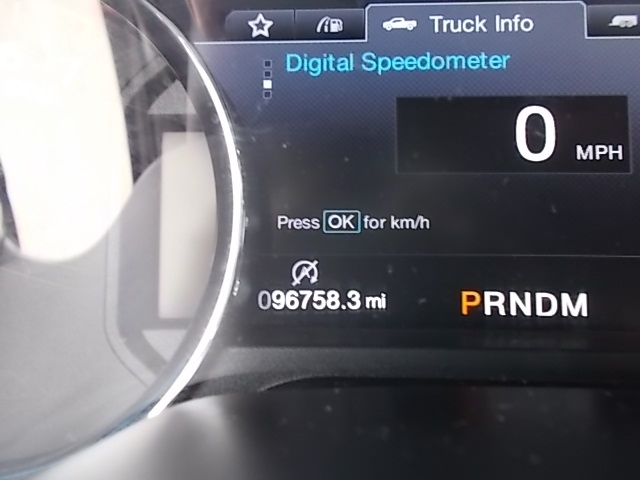 Truck Info
Digital Speedometer
0 MPH
Press OK for km/h
096758.3 mi
PRNDM